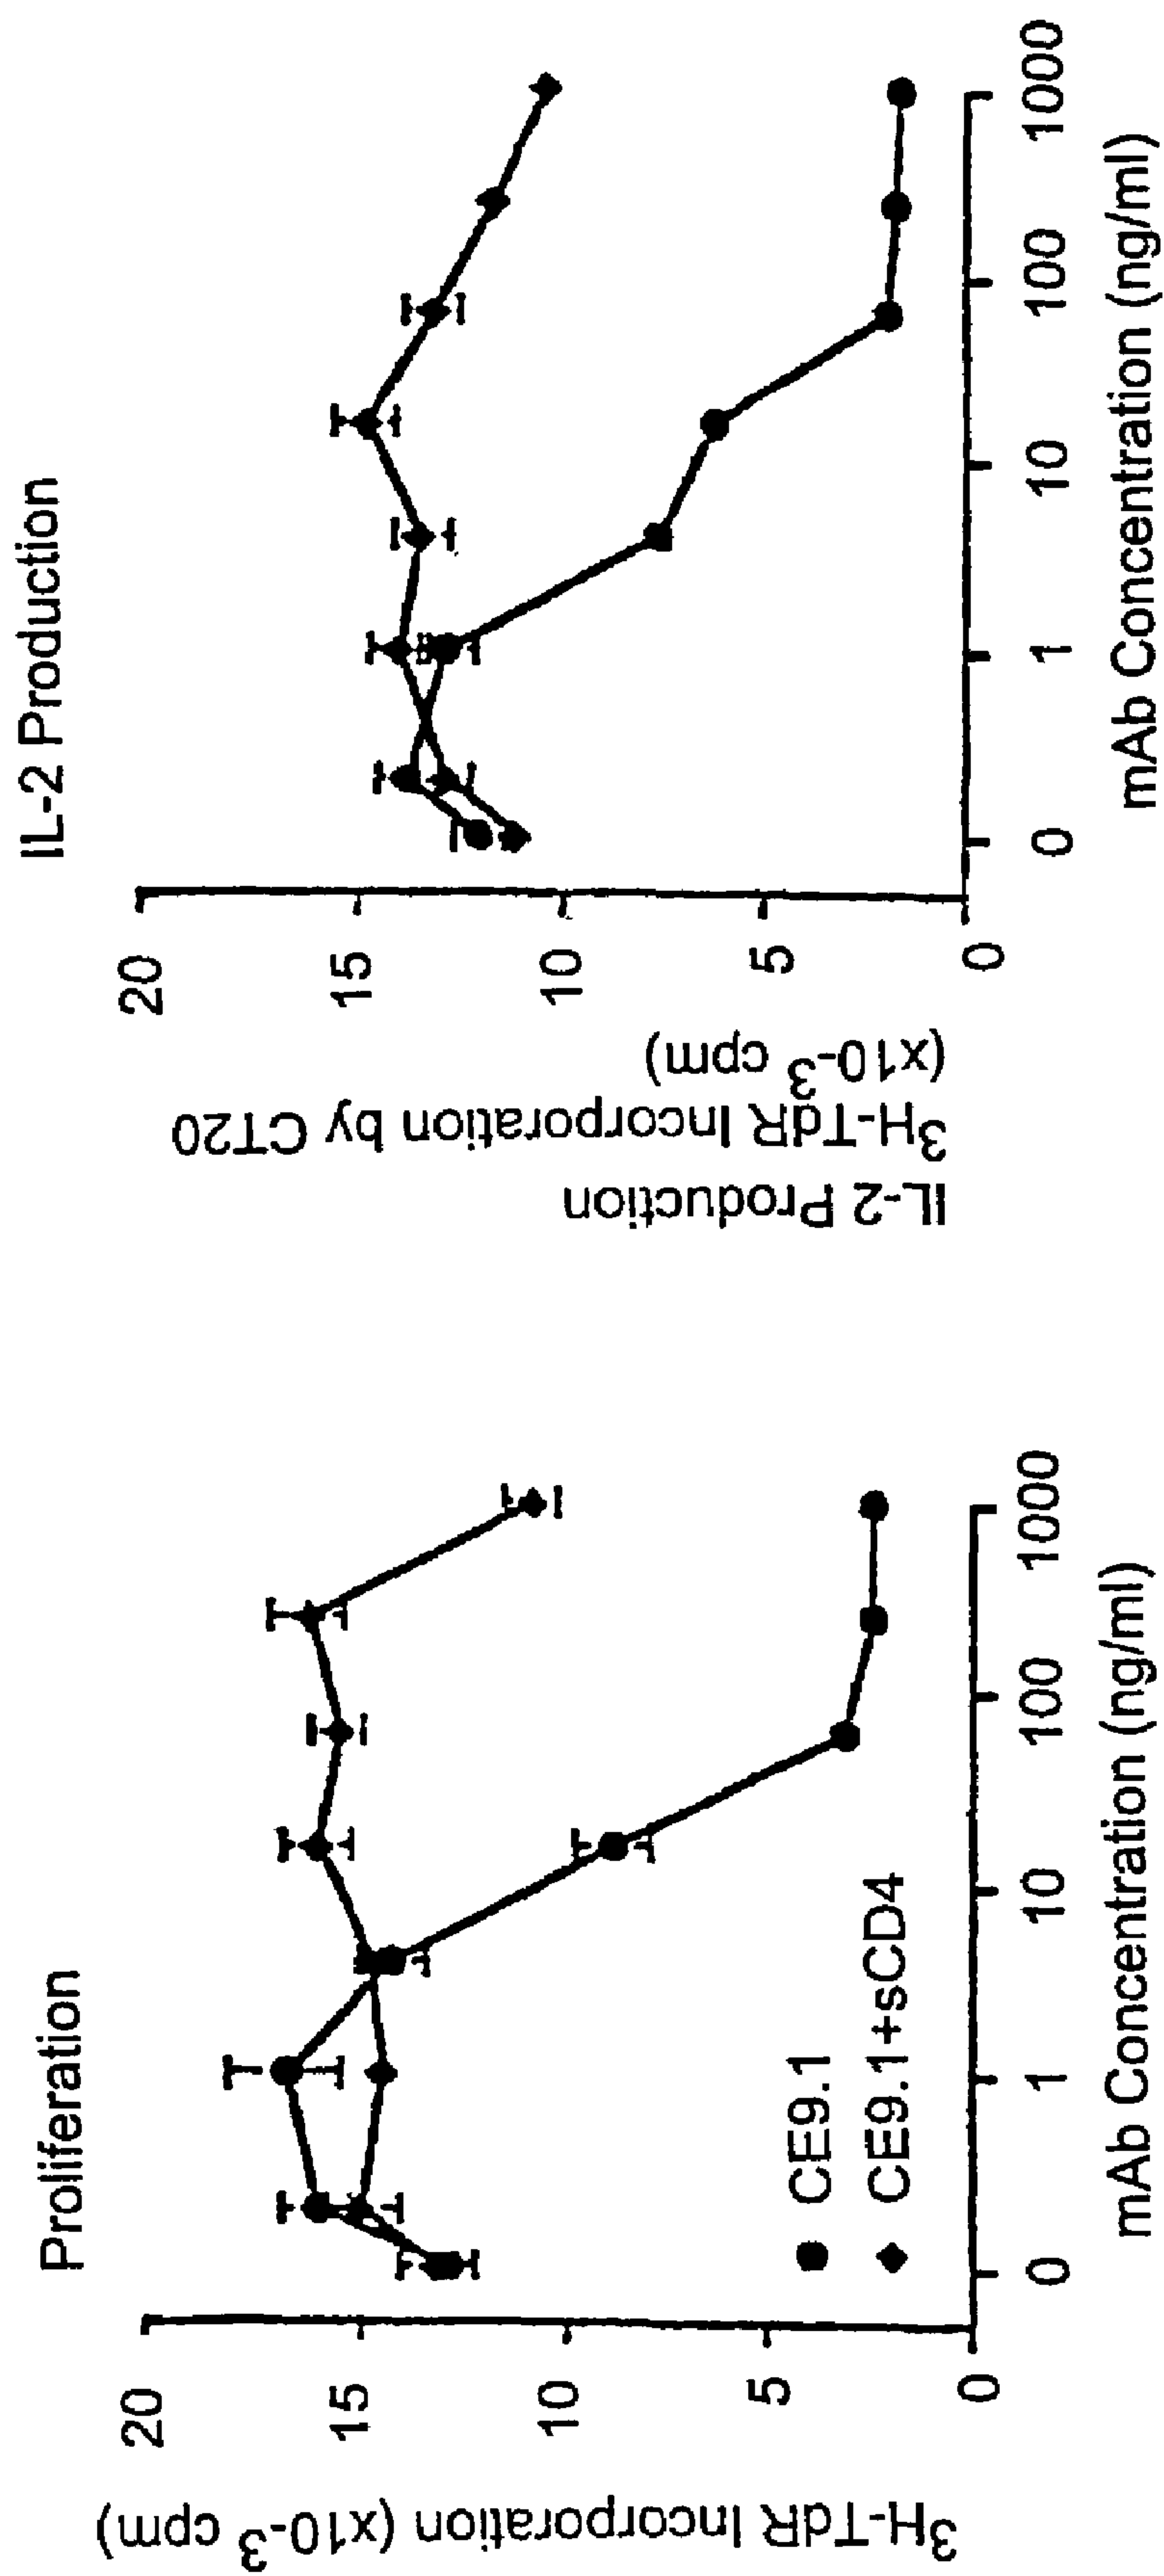 Proliferation
3H-TdR Incorporation (x10-3 cpm)
20
15
10
5
0
CE9.1
CE9.1+sCD4
0
1
10
100
1000
mAb Concentration (ng/ml)
IL-2 Production
IL-2 Production
3H-TdR Incorporation by CT20
(x10-3 cpm)
20
15
10
5
0
0
1
10
100
1000
mAb Concentration (ng/ml)